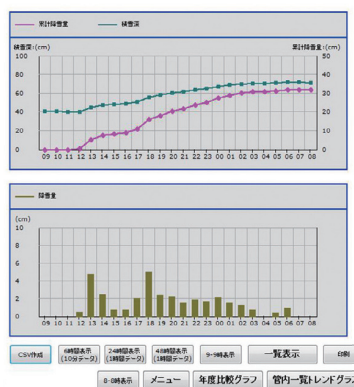 累計降雪量 積雪深
積雪深:(cm) 累計降雪量:(cm)
100 50
80 40
60 30
40 20
20 10
0 0
09 10 11 12 13 14 15 16 17 18 19 20 21 22 23 00 01 02 03 04 05 06 07 08
降雪量
(cm)
10
8
6
4
2
0
09 10 11 12 13 14 15 16 17 18 19 20 21 22 23 00 01 02 03 04 05 06 07 08
CSV作成 6時間表示 24時間表示 48時間表示 9-9時表示 一覧表示 印刷
(10分データ) (1時間データ) (1時間データ)
8-8時表示 メニュー 年度比較グラフ 管内一覧トレンドグラフ